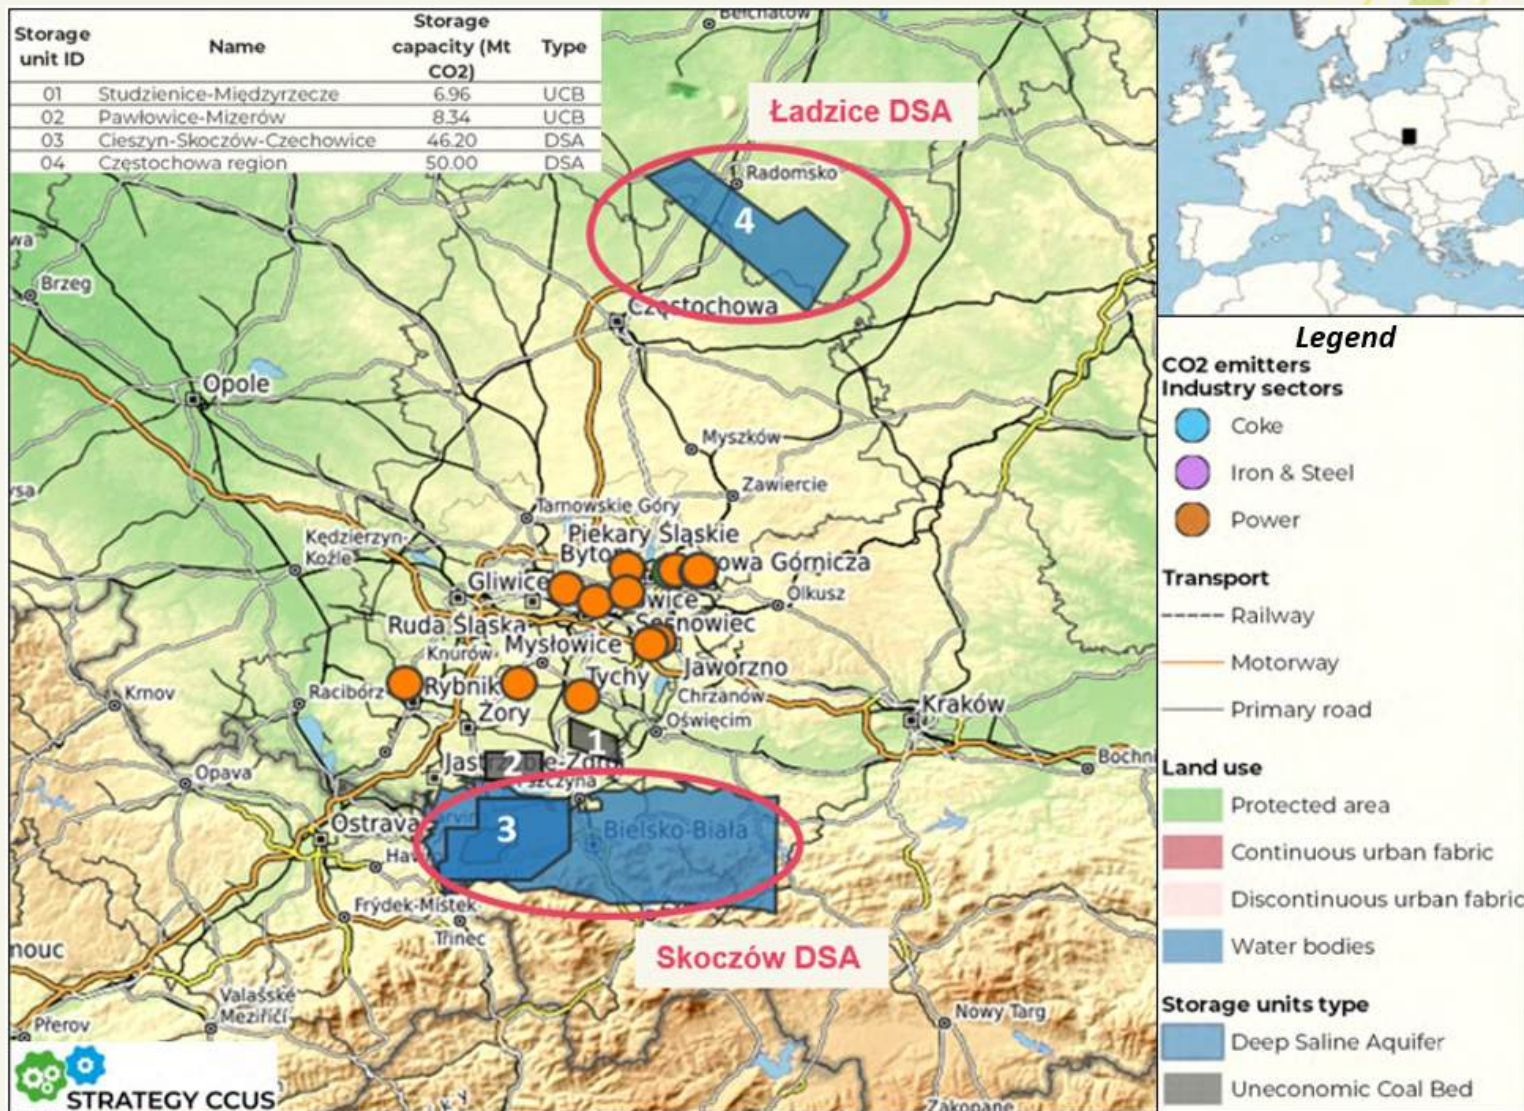 Storage unit ID Name Storage capacity (Mt CO2) Type
01 Studzienice-Międzyrzecze 6.96 UCB
02 Pawłowice-Mizerów 8.34 UCB
03 Cieszyn-Skoczów-Czechowice 46.20 DSA
04 Częstochowa region 50.00 DSA
Bełchatów
Ładzice DSA
Radomsko
4
Brzeg
Częstochowa
Opole
Myszków
Zawiercie
Tarnowskie Góry
Kędzierzyn-
Koźle
Piekary Śląskie
Gliwice
Olkusz
Ruda Śląska
Knurów
Mysłowice
Jaworzno
Tychy
Chrzanów
Krnov
Racibórz
Rybnik
Żory
Oświęcim
Kraków
1
2
Opava
3
Ostrava
Bielsko-Biała
Frýdek-Místek
Třinec
Skoczów DSA
Valašské
Meziříčí
Přerov
Nowy Targ
Zakopane
STRATEGY CCUS
Legend
CO2 emitters
Industry sectors
Coke
Iron & Steel
Power
Transport
Railway
Motorway
Primary road
Land use
Protected area
Continuous urban fabric
Discontinuous urban fabric
Water bodies
Storage units type
Deep Saline Aquifer
Uneconomic Coal Bed